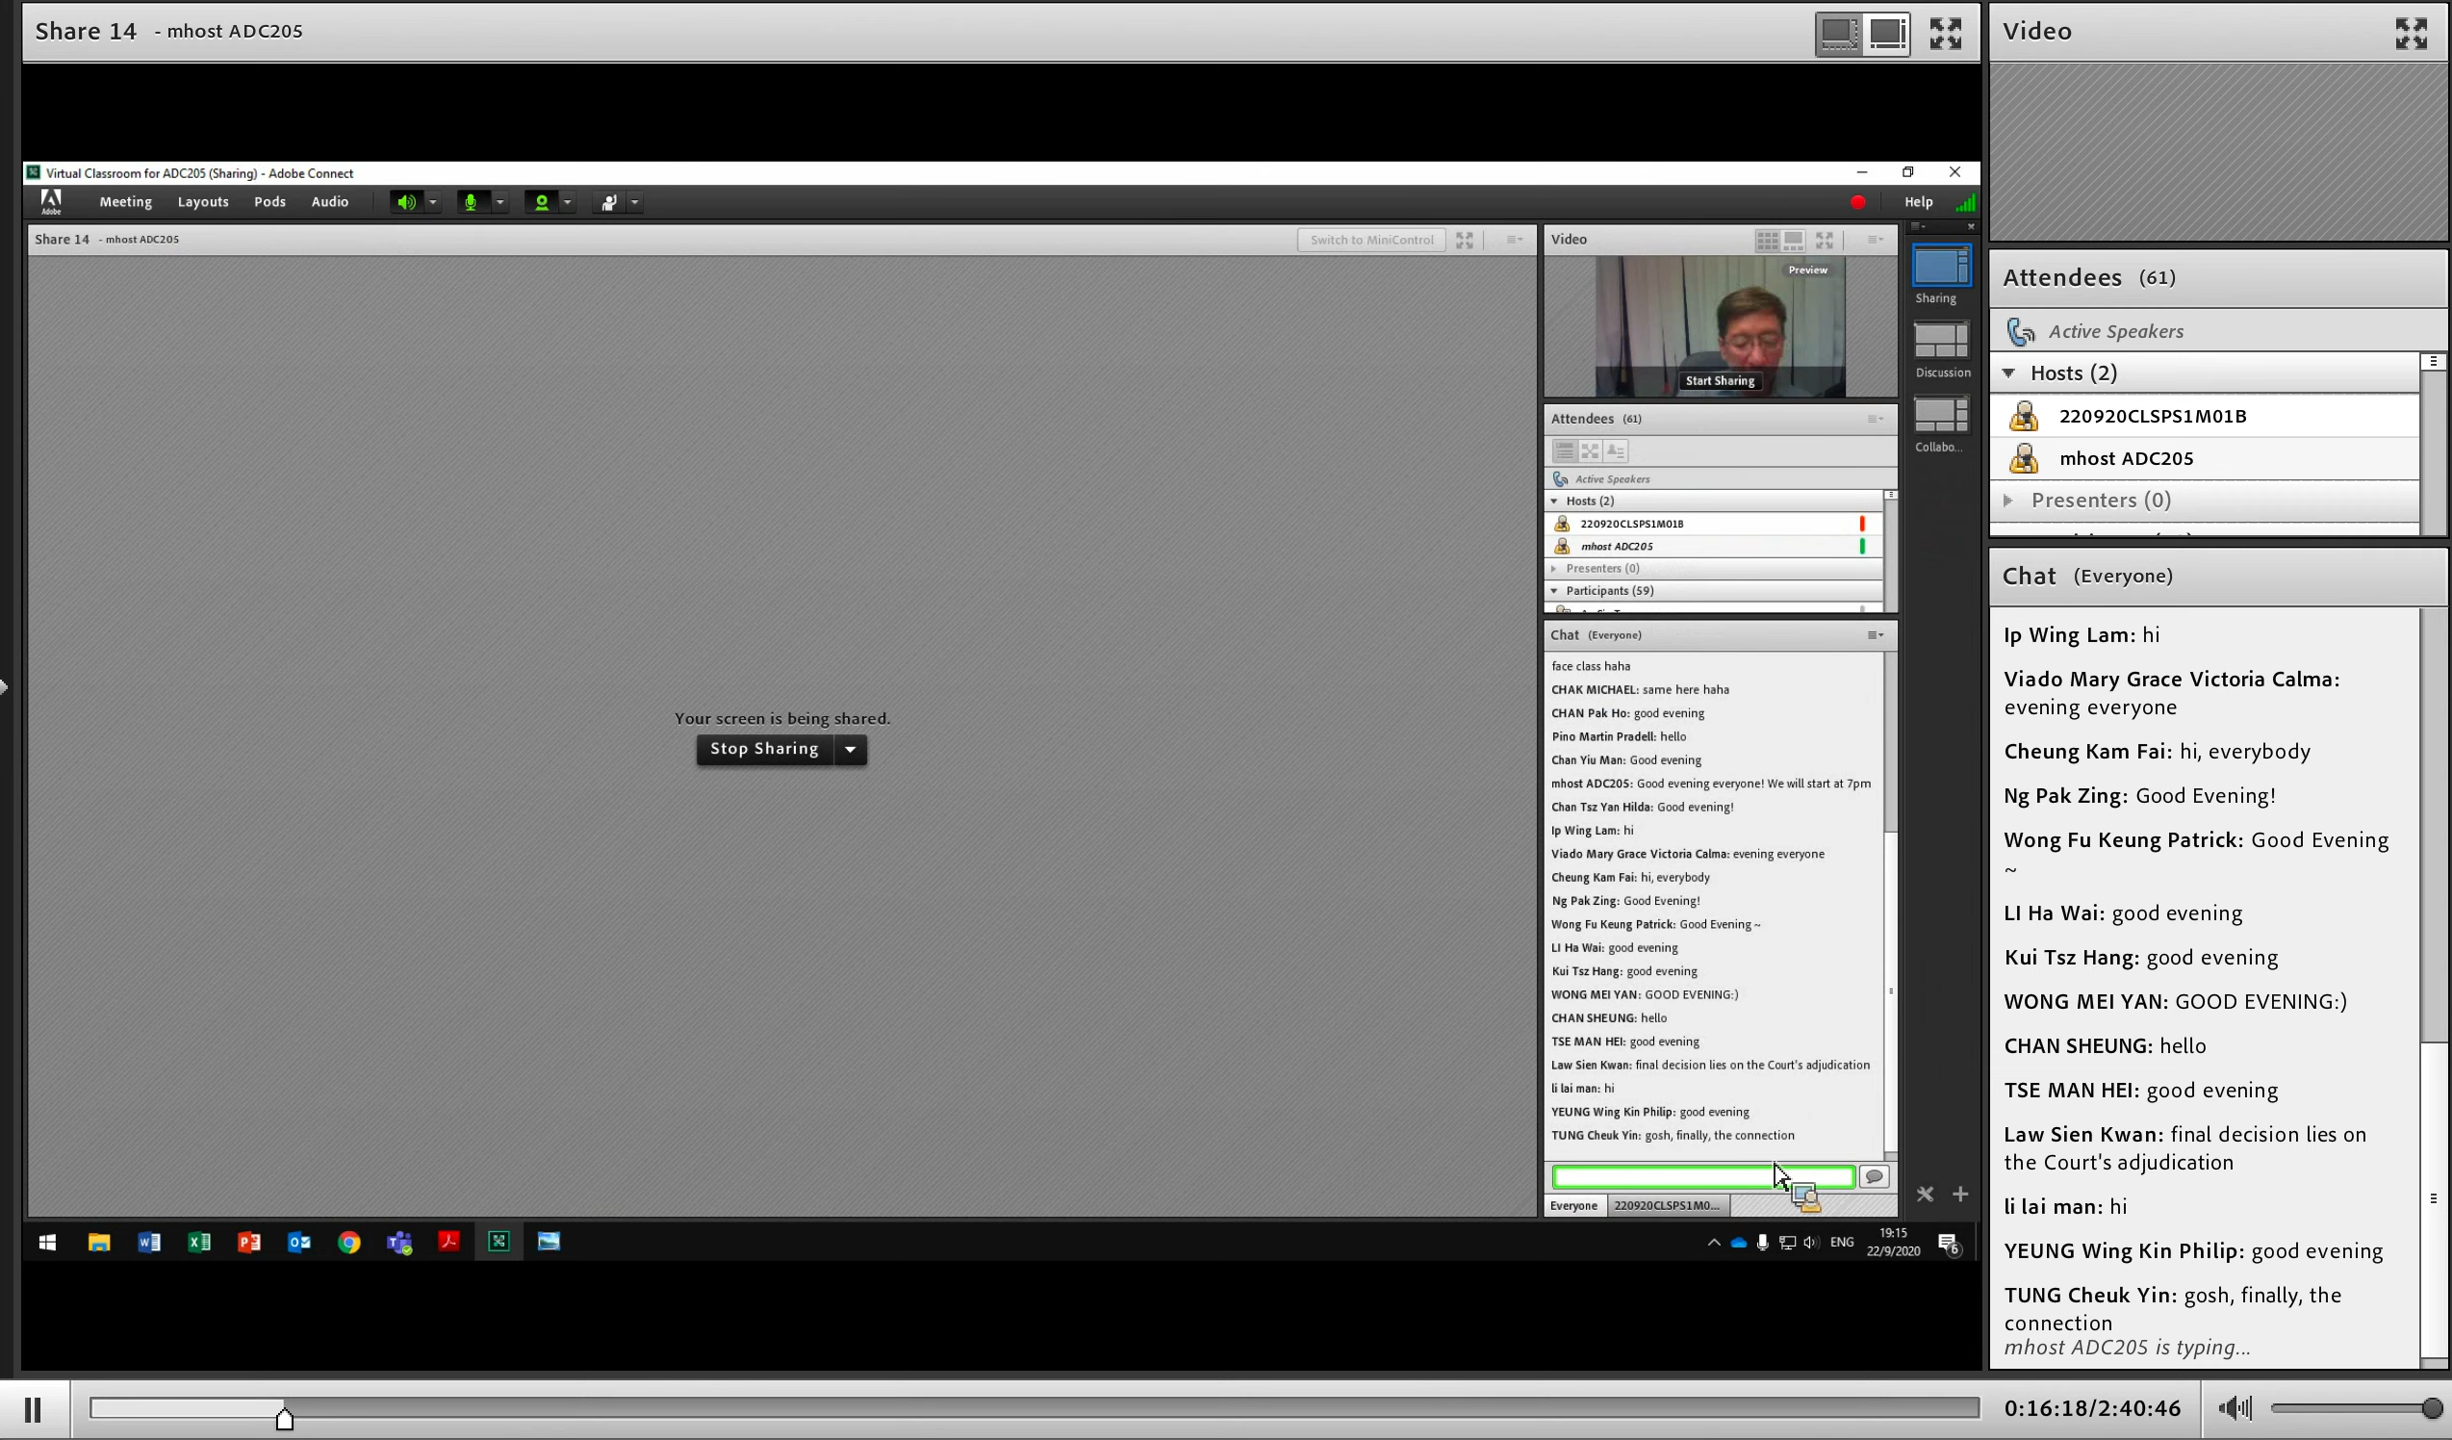 Share 14 - mhost ADC205
Video
Virtual Classroom for ADC205 (Sharing) - Adobe Connect
Adobe
Meeting Layouts Pods Audio
Help
Share 14 - mhost ADC205
Switch to MiniControl
Your screen is being shared.
Stop Sharing
Video
Preview
Start Sharing
Attendees (61)
Active Speakers
Hosts (2)
220920CLSPS1M01B
mhost ADC205
Presenters (0)
Participants (59)
Chat (Everyone)
face class haha
CHAK MICHAEL: same here haha
CHAN Pak Ho: good evening
Pino Martin Pradell: hello
Chan Yiu Man: Good evening
mhost ADC205: Good evening everyone! We will start at 7pm
Chan Tsz Yan Hilda: Good evening!
Ip Wing Lam: hi
Viado Mary Grace Victoria Calma: evening everyone
Cheung Kam Fai: hi, everybody
Ng Pak Zing: Good Evening!
Wong Fu Keung Patrick: Good Evening ~
LI Ha Wai: good evening
Kui Tsz Hang: good evening
WONG MEI YAN: GOOD EVENING:)
CHAN SHEUNG: hello
TSE MAN HEI: good evening
Law Sien Kwan: final decision lies on the Court's adjudication
li lai man: hi
YEUNG Wing Kin Philip: good evening
TUNG Cheuk Yin: gosh, finally, the connection
Everyone 220920CLSPS1M0...
Sharing
Discussion
Collabo...
ENG
19:15
22/9/2020
6
Attendees (61)
Active Speakers
Hosts (2)
220920CLSPS1M01B
mhost ADC205
Presenters (0)
Chat (Everyone)
Ip Wing Lam: hi
Viado Mary Grace Victoria Calma:
evening everyone
Cheung Kam Fai: hi, everybody
Ng Pak Zing: Good Evening!
Wong Fu Keung Patrick: Good Evening
~
LI Ha Wai: good evening
Kui Tsz Hang: good evening
WONG MEI YAN: GOOD EVENING:)
CHAN SHEUNG: hello
TSE MAN HEI: good evening
Law Sien Kwan: final decision lies on
the Court's adjudication
li lai man: hi
YEUNG Wing Kin Philip: good evening
TUNG Cheuk Yin: gosh, finally, the
connection
mhost ADC205 is typing...
0:16:18/2:40:46